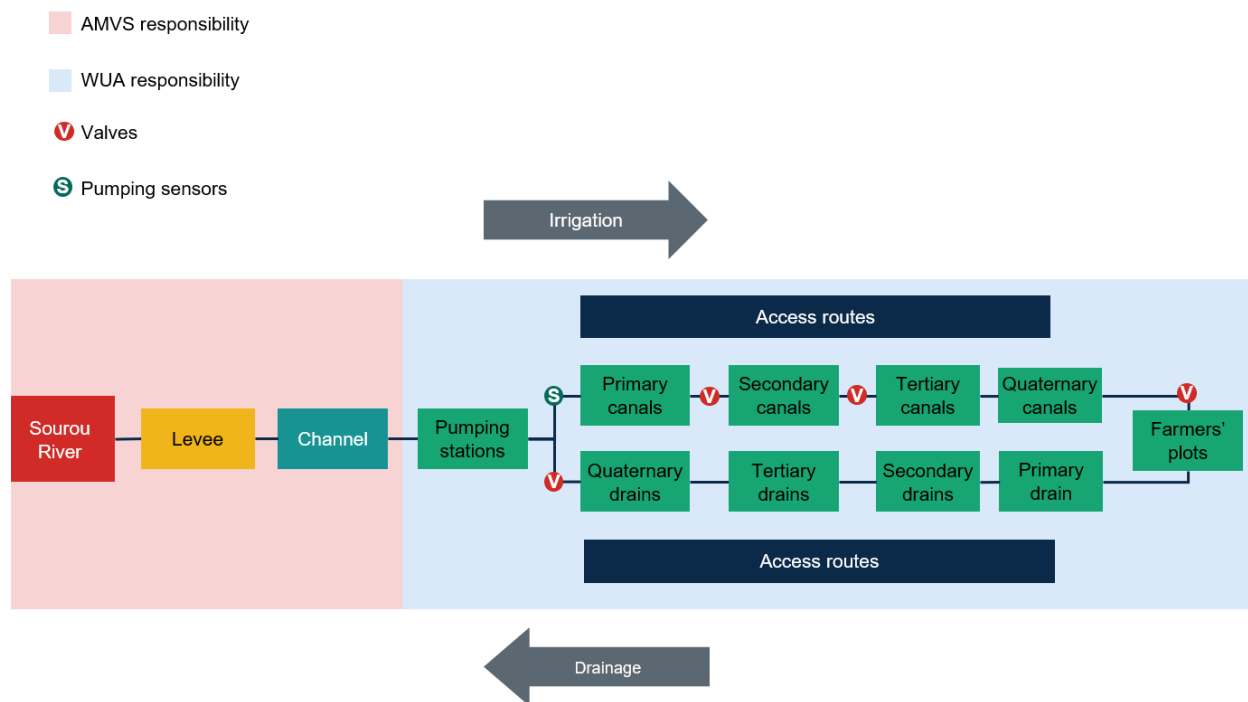 AMVS responsibility
WUA responsibility
V Valves
S Pumping sensors
Irrigation
Access routes
S
Primary
canals
V
Secondary
canals
V
Tertiary
canals
Quaternary
canals
V
Sourou
River
Levee
Channel
Pumping
stations
Farmers’
plots
V
Quaternary
drains
Tertiary
drains
Secondary
drains
Primary
drain
Access routes
Drainage